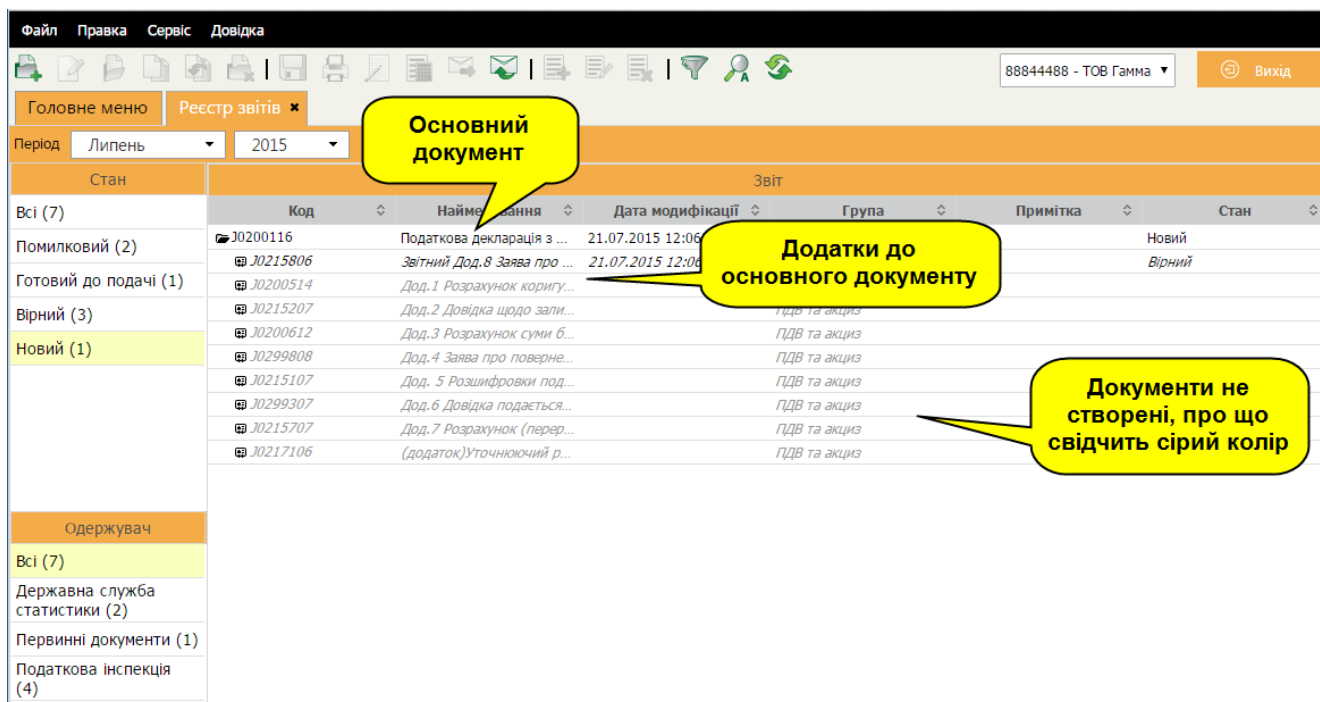 Файл Правка Сервіс Довідка
88844488 - ТОВ Гамма Вихід
Головне меню Реєстр звітів
Період Липень 2015
Основний
документ
Стан Звіт
Код Найме вання Дата модифікації Група Примітка Стан
Всі (7)
Помилковий (2)
Готовий до подачі (1)
Вірний (3)
Новий (1)
J0200116 Податкова декларація з ... 21.07.2015 12:06 Новий
J0215806 Звітний Дод.8 Заява про ... 21.07.2015 12:06 Вірний
J0200514 Дод.1 Розрахунок коригу...
J0215207 Дод.2 Довідка щодо зали... ПДВ та акциз
J0200612 Дод.3 Розрахунок суми б... ПДВ та акциз
J0299808 Дод.4 Заява про поверне... ПДВ та акциз
J0215107 Дод. 5 Розшифровки под... ПДВ та акциз
J0299307 Дод.6 Довідка подається... ПДВ та акциз
J0215707 Дод.7 Розрахунок (перер... ПДВ та акциз
J0217106 (додаток)Уточнюючий р... ПДВ та акциз
Додатки до
основного документу
Документи не
створені, про що
свідчить сірий колір
Одержувач
Всі (7)
Державна служба
статистики (2)
Первинні документи (1)
Податкова інспекція
(4)